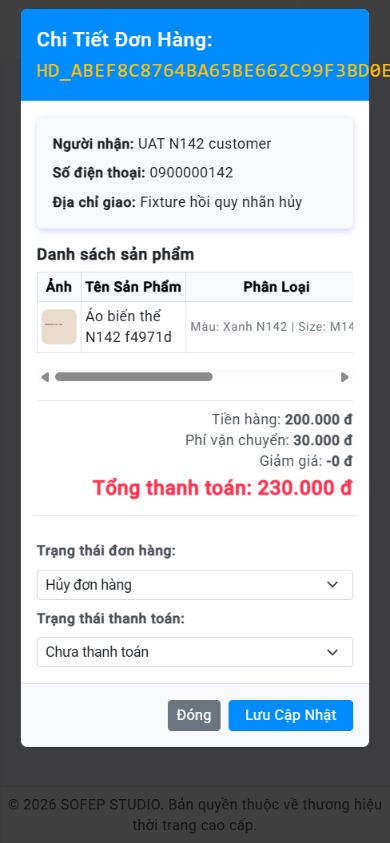 Chi Tiết Đơn Hàng:
HD_ABEF8C8764BA65BE662C99F3BD0E
Người nhận: UAT N142 customer
Số điện thoại: 0900000142
Địa chỉ giao: Fixture hồi quy nhãn hủy
Danh sách sản phẩm
Ảnh Tên Sản Phẩm Phân Loại
Áo biến thể
N142 f4971d
Màu: Xanh N142 | Size: M14
Tiền hàng: 200.000 đ
Phí vận chuyển: 30.000 đ
Giảm giá: -0 đ
Tổng thanh toán: 230.000 đ
Trạng thái đơn hàng:
Hủy đơn hàng
Trạng thái thanh toán:
Chưa thanh toán
Đóng Lưu Cập Nhật
© 2026 SOFEP STUDIO. Bản quyền thuộc về thương hiệu
thời trang cao cấp.